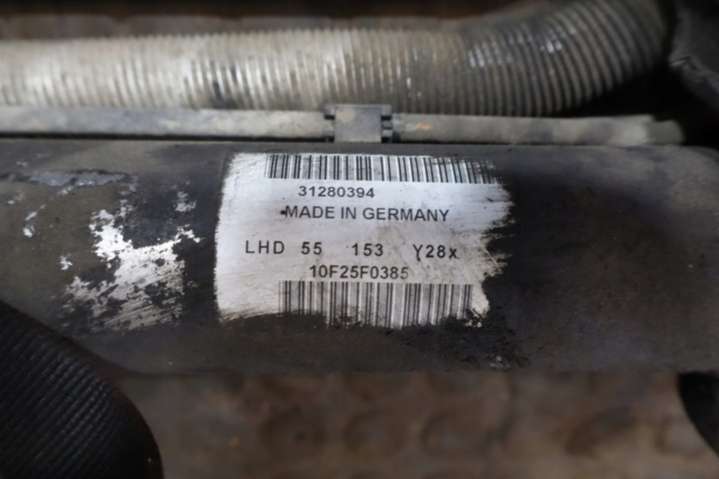 31280394
MADE IN GERMANY
LHD 55 153 Y28x
10F25F0385